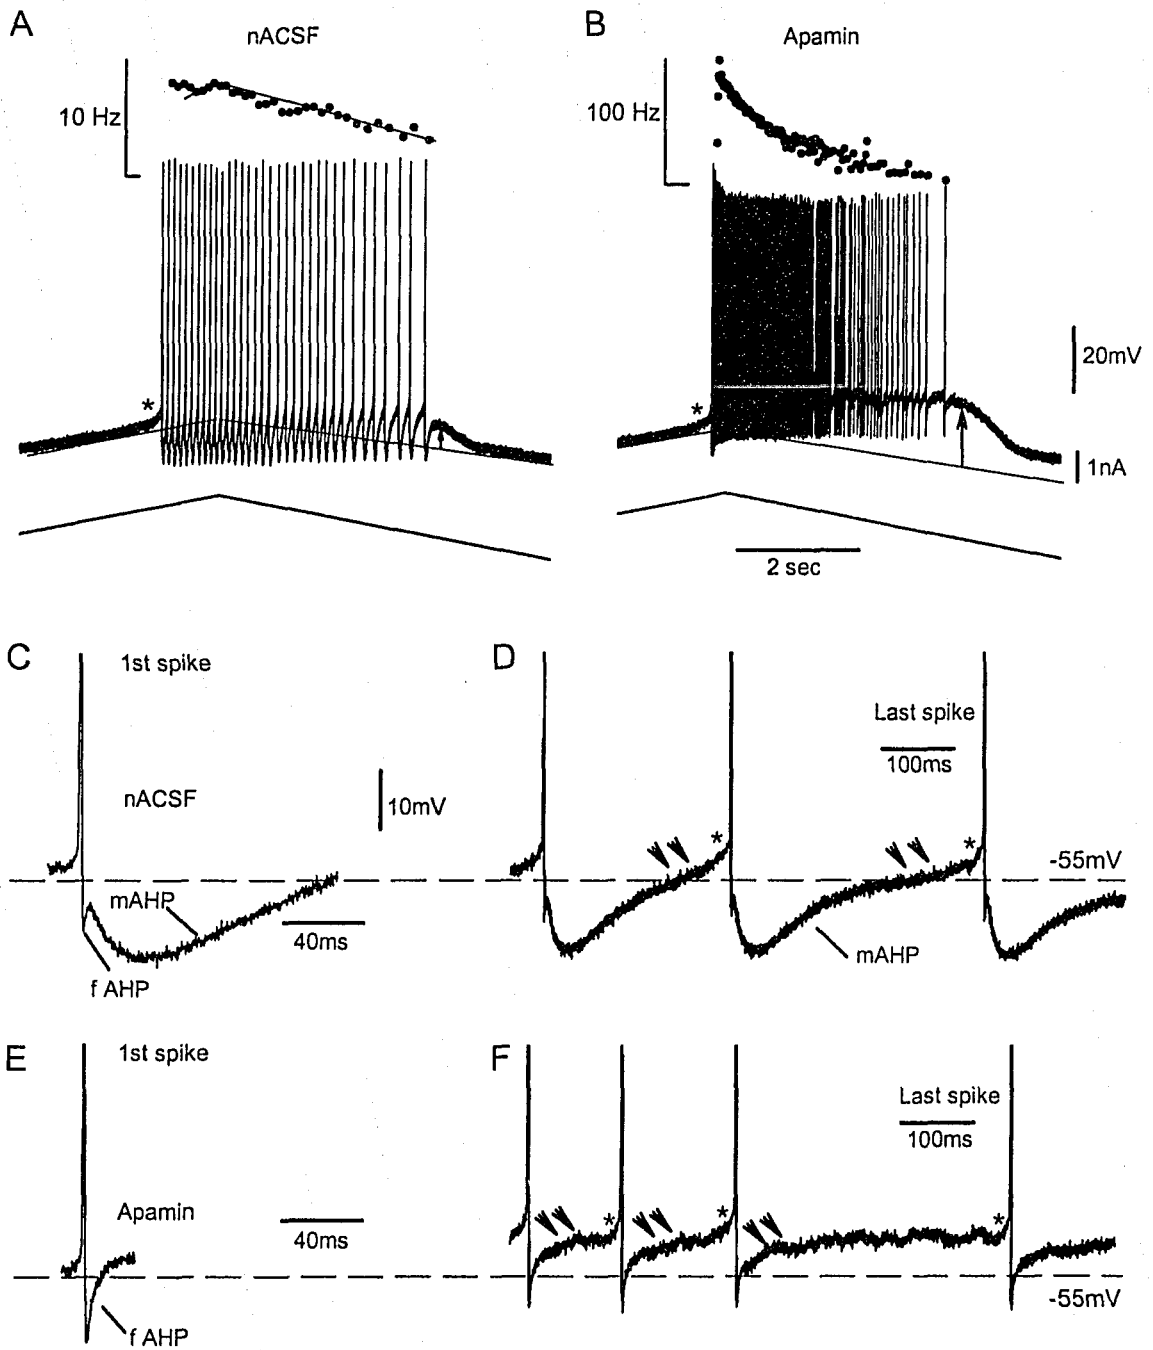 A
nACSF
B
Apamin
10 Hz
100 Hz
*
*
20mV
1nA
2 sec
C
1st spike
D
Last spike
100ms
nACSF
10mV
*
*
-55mV
mAHP
40ms
mAHP
f AHP
E
1st spike
F
Last spike
100ms
Apamin
40ms
*
*
*
-55mV
f AHP